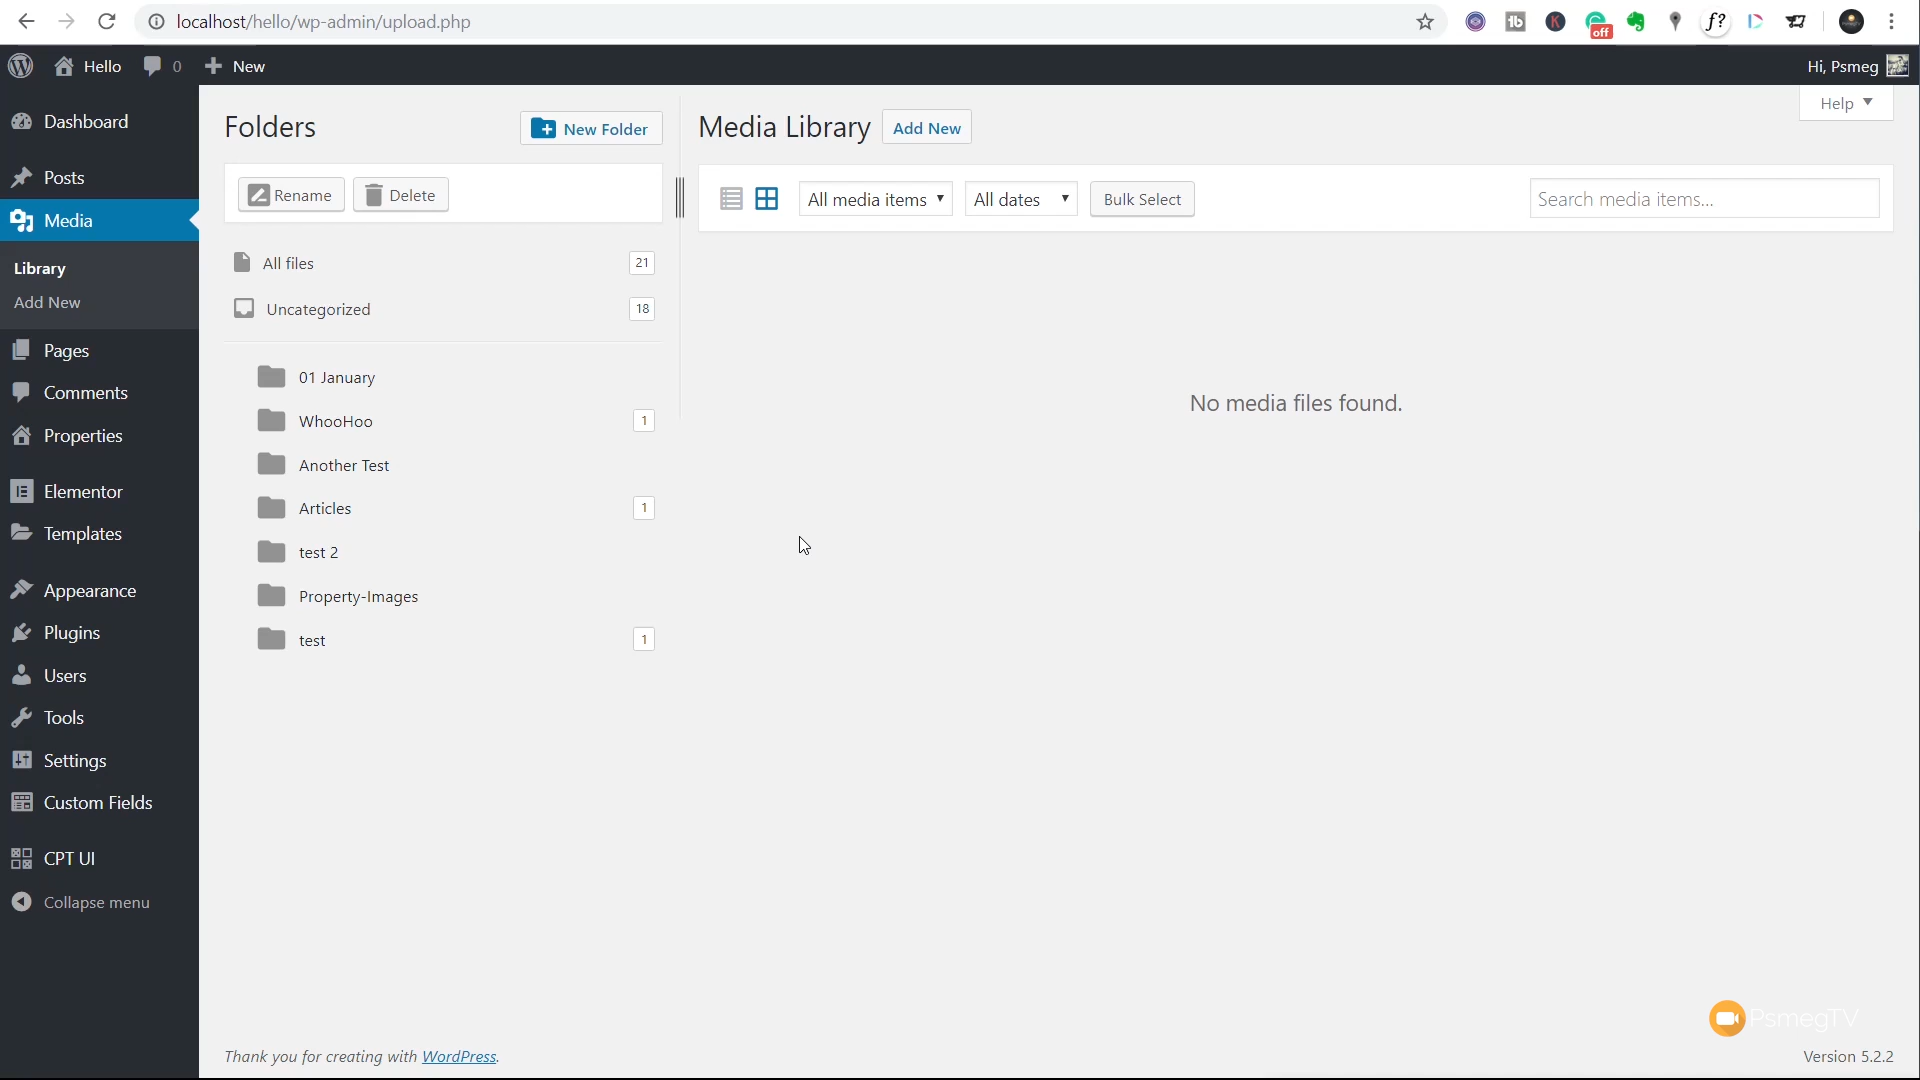 localhost/hello/wp-admin/upload.php
off
f?
Hello
0
New
Hi, Psmeg
Help
Dashboard
Posts
Media
Library
Add New
Pages
Comments
Properties
Elementor
Templates
Appearance
Plugins
Users
Tools
Settings
Custom Fields
CPT UI
Collapse menu
Folders
New Folder
Rename
Delete
All files 21
Uncategorized 18
01 January
WhooHoo 1
Another Test
Articles 1
test 2
Property-Images
test 1
Media Library
Add New
All media items
All dates
Bulk Select
Search media items...
No media files found.
PsmegTV
Thank you for creating with WordPress.
Version 5.2.2